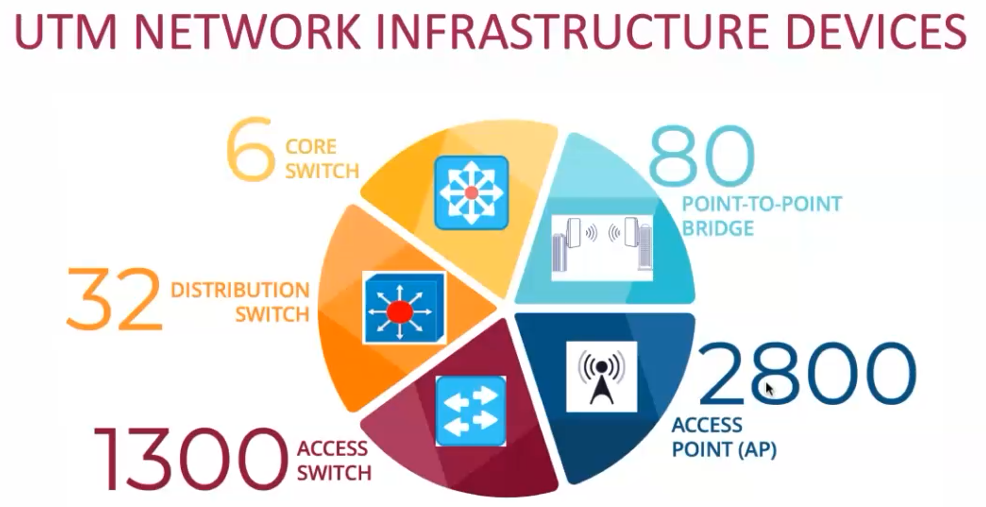 UTM NETWORK INFRASTRUCTURE DEVICES
6 CORE
SWITCH
80
POINT-TO-POINT
BRIDGE
32 DISTRIBUTION
SWITCH
2800
ACCESS
POINT (AP)
1300 ACCESS
SWITCH